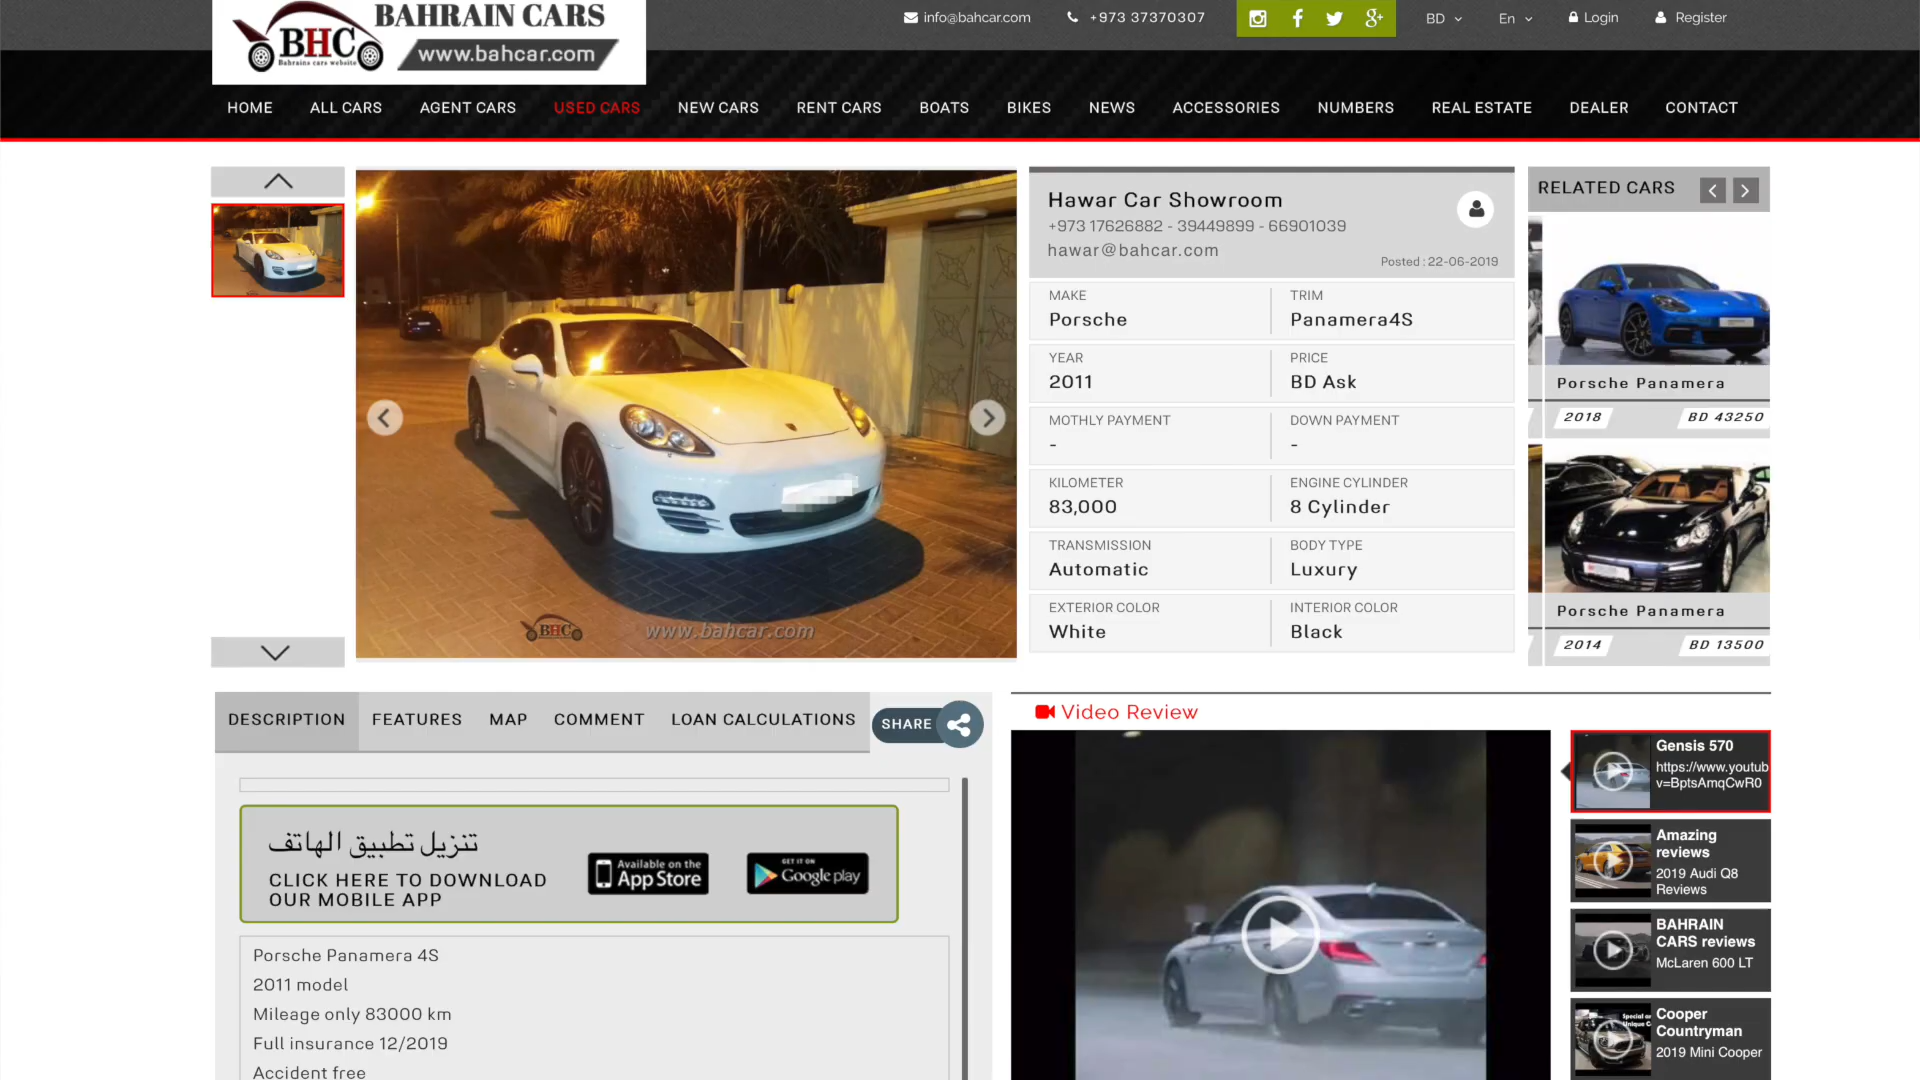 BAHRAIN CARS
BHC
Bahrains cars website
www.bahcar.com
info@bahcar.com
+973 37370307
BD
En
Login
Register
HOME ALL CARS AGENT CARS USED CARS NEW CARS RENT CARS BOATS BIKES NEWS ACCESSORIES NUMBERS REAL ESTATE DEALER CONTACT
BHC
www.bahcar.com
Hawar Car Showroom
+973 17626882 - 39449899 - 66901039
hawar@bahcar.com
Posted : 22-06-2019
MAKE
Porsche
TRIM
Panamera4S
YEAR
2011
PRICE
BD Ask
MOTHLY PAYMENT
-
DOWN PAYMENT
-
KILOMETER
83,000
ENGINE CYLINDER
8 Cylinder
TRANSMISSION
Automatic
BODY TYPE
Luxury
EXTERIOR COLOR
White
INTERIOR COLOR
Black
RELATED CARS
Porsche Panamera
2018 BD 43250
Porsche Panamera
2014 BD 13500
DESCRIPTION FEATURES MAP COMMENT LOAN CALCULATIONS
SHARE
تنزيل تطبيق الهاتف
CLICK HERE TO DOWNLOAD
OUR MOBILE APP
Available on the
App Store
GET IT ON
Google play
Porsche Panamera 4S
2011 model
Mileage only 83000 km
Full insurance 12/2019
Accident free
Video Review
Gensis 570
https://www.youtub
v=BptsAmqCwR0
Amazing
reviews
2019 Audi Q8
Reviews
BAHRAIN
CARS reviews
McLaren 600 LT
Cooper
Countryman
2019 Mini Cooper